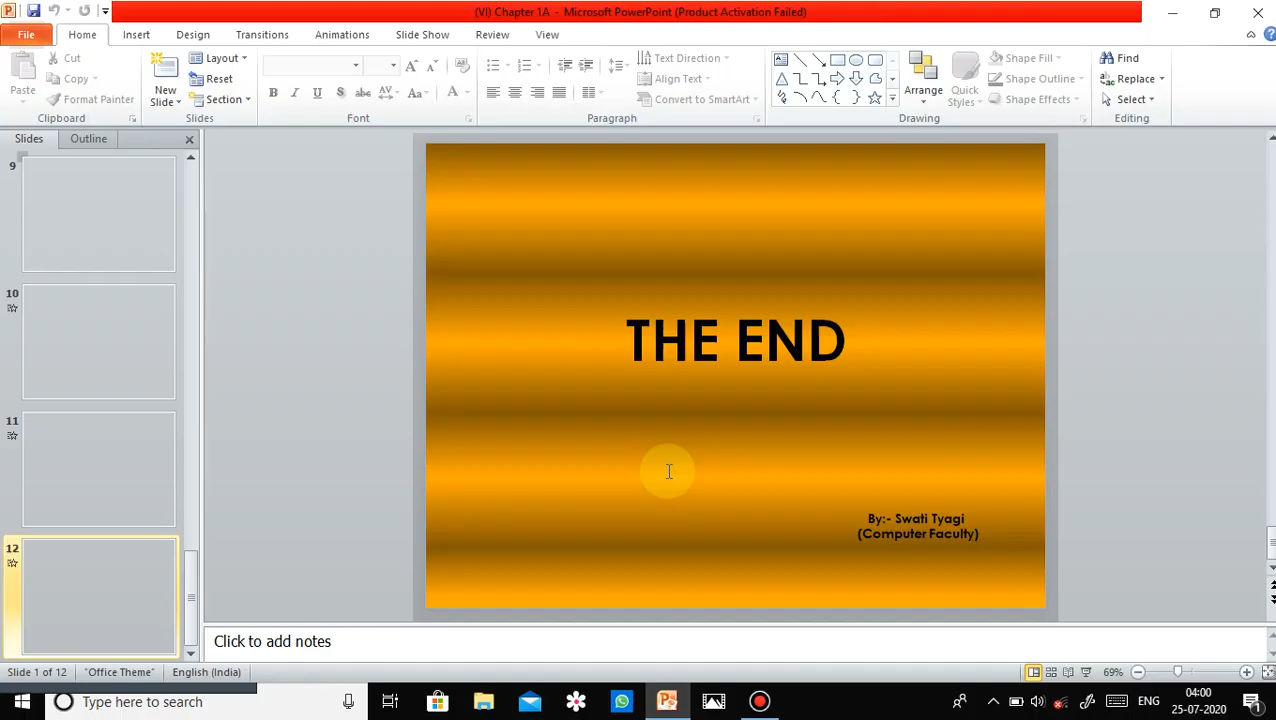 (VI) Chapter 1A - Microsoft PowerPoint (Product Activation Failed)
File Home Insert Design Transitions Animations Slide Show Review View
Paste
Cut
Copy
Format Painter
Clipboard
New Slide
Layout
Reset
Section
Slides
B I U S abc AV Aa A
Font
Text Direction
Align Text
Convert to SmartArt
Paragraph
Arrange
Quick Styles
Shape Fill
Shape Outline
Shape Effects
Drawing
Find
Replace
Select
Editing
Slides Outline
9
10
11
12
THE END
By:- Swati Tyagi
(Computer Faculty)
Click to add notes
Slide 1 of 12 "Office Theme" English (India) 69%
Type here to search
ENG
04:00
25-07-2020
1